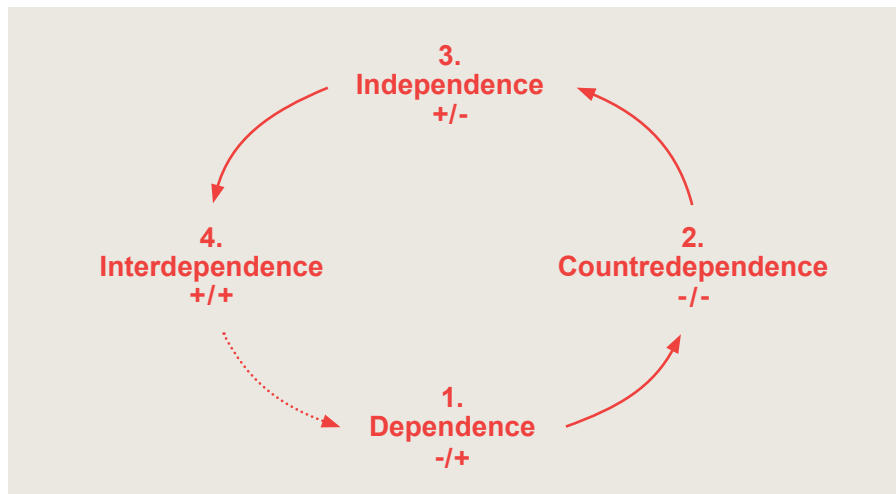 3.
Independence
+/-
4.
Interdependence
+/+
2.
Countredependence
-/-
1.
Dependence
-/+